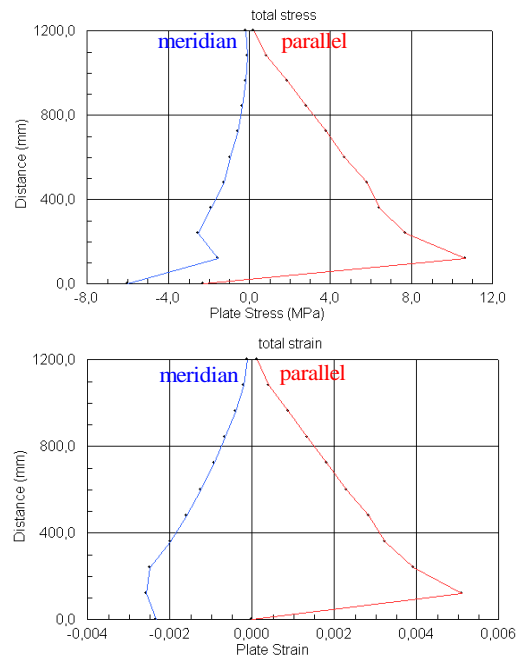 total stress
1200,0
meridian parallel
800,0
Distance (mm)
400,0
0,0
-8,0 -4,0 0,0 4,0 8,0 12,0
Plate Stress (MPa)
total strain
1200,0
meridian parallel
800,0
Distance (mm)
400,0
0,0
-0,004 -0,002 0,000 0,002 0,004 0,006
Plate Strain